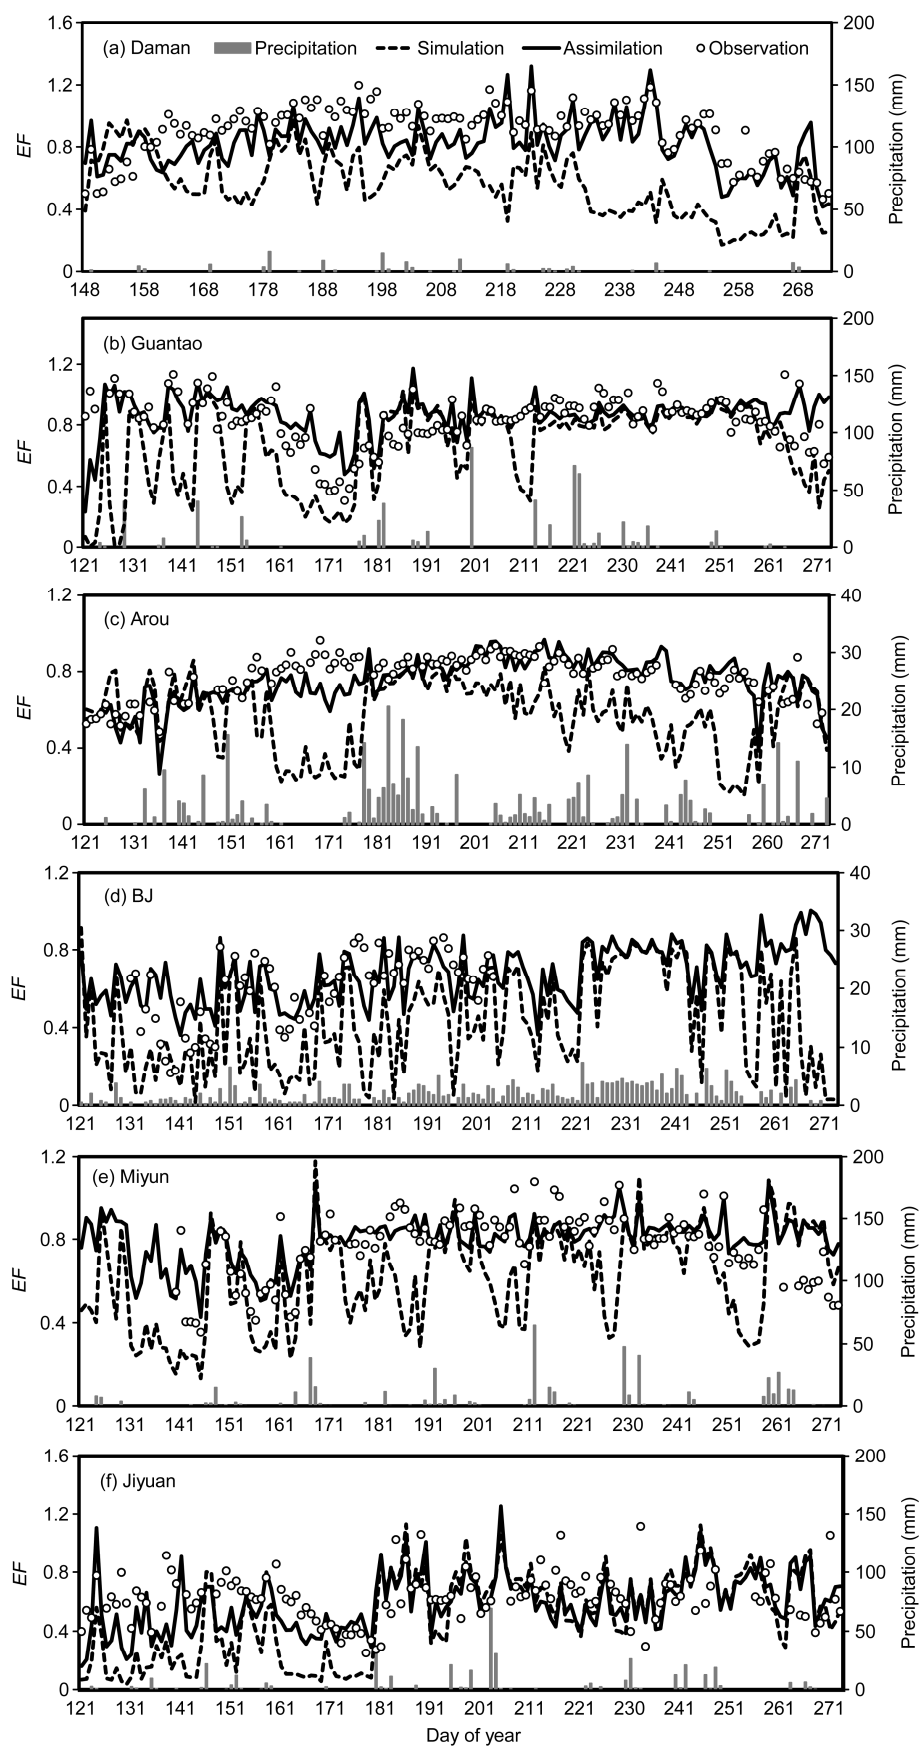 1.6
200
(a) Daman
Precipitation
Simulation
Assimilation
Observation
1.2
150
EF
0.8
100
Precipitation (mm)
0.4
50
0
0
148 158 168 178 188 198 208 218 228 238 248 258 268
200
(b) Guantao
1.2
150
EF
0.8
100
Precipitation (mm)
0.4
50
0
0
121 131 141 151 161 171 181 191 201 211 221 231 241 251 261 271
1.2
40
(c) Arou
0.8
30
EF
20
Precipitation (mm)
0.4
10
0
0
121 131 141 151 161 171 181 191 201 211 221 231 241 251 261 271
1.2
40
(d) BJ
0.8
30
EF
20
Precipitation (mm)
0.4
10
0
0
121 131 141 151 161 171 181 191 201 211 221 231 241 251 261 271
1.2
200
(e) Miyun
0.8
150
EF
100
Precipitation (mm)
0.4
50
0
0
121 131 141 151 161 171 181 191 201 211 221 231 241 251 261 271
1.6
200
(f) Jiyuan
1.2
150
EF
0.8
100
Precipitation (mm)
0.4
50
0
0
121 131 141 151 161 171 181 191 201 211 221 231 241 251 261 271
Day of year